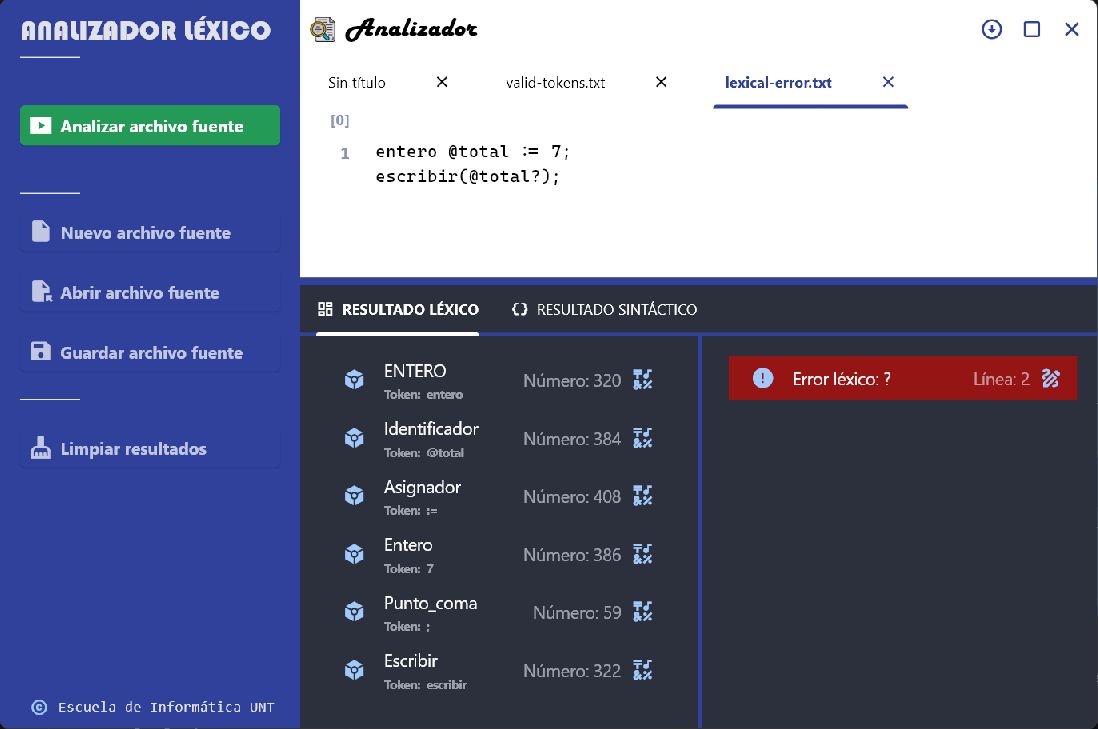 ANALIZADOR LÉXICO
Analizar archivo fuente
Nuevo archivo fuente
Abrir archivo fuente
Guardar archivo fuente
Limpiar resultados
© Escuela de Informática UNT
Analizador
Sin título
valid-tokens.txt
lexical-error.txt
[0]
1 entero @total := 7;
escribir(@total?);
RESULTADO LÉXICO
RESULTADO SINTÁCTICO
ENTERO Número: 320
Token: entero
Identificador Número: 384
Token: @total
Asignador Número: 408
Token: :=
Entero Número: 386
Token: 7
Punto_coma Número: 59
Token: ;
Escribir Número: 322
Token: escribir
Error léxico: ? Línea: 2